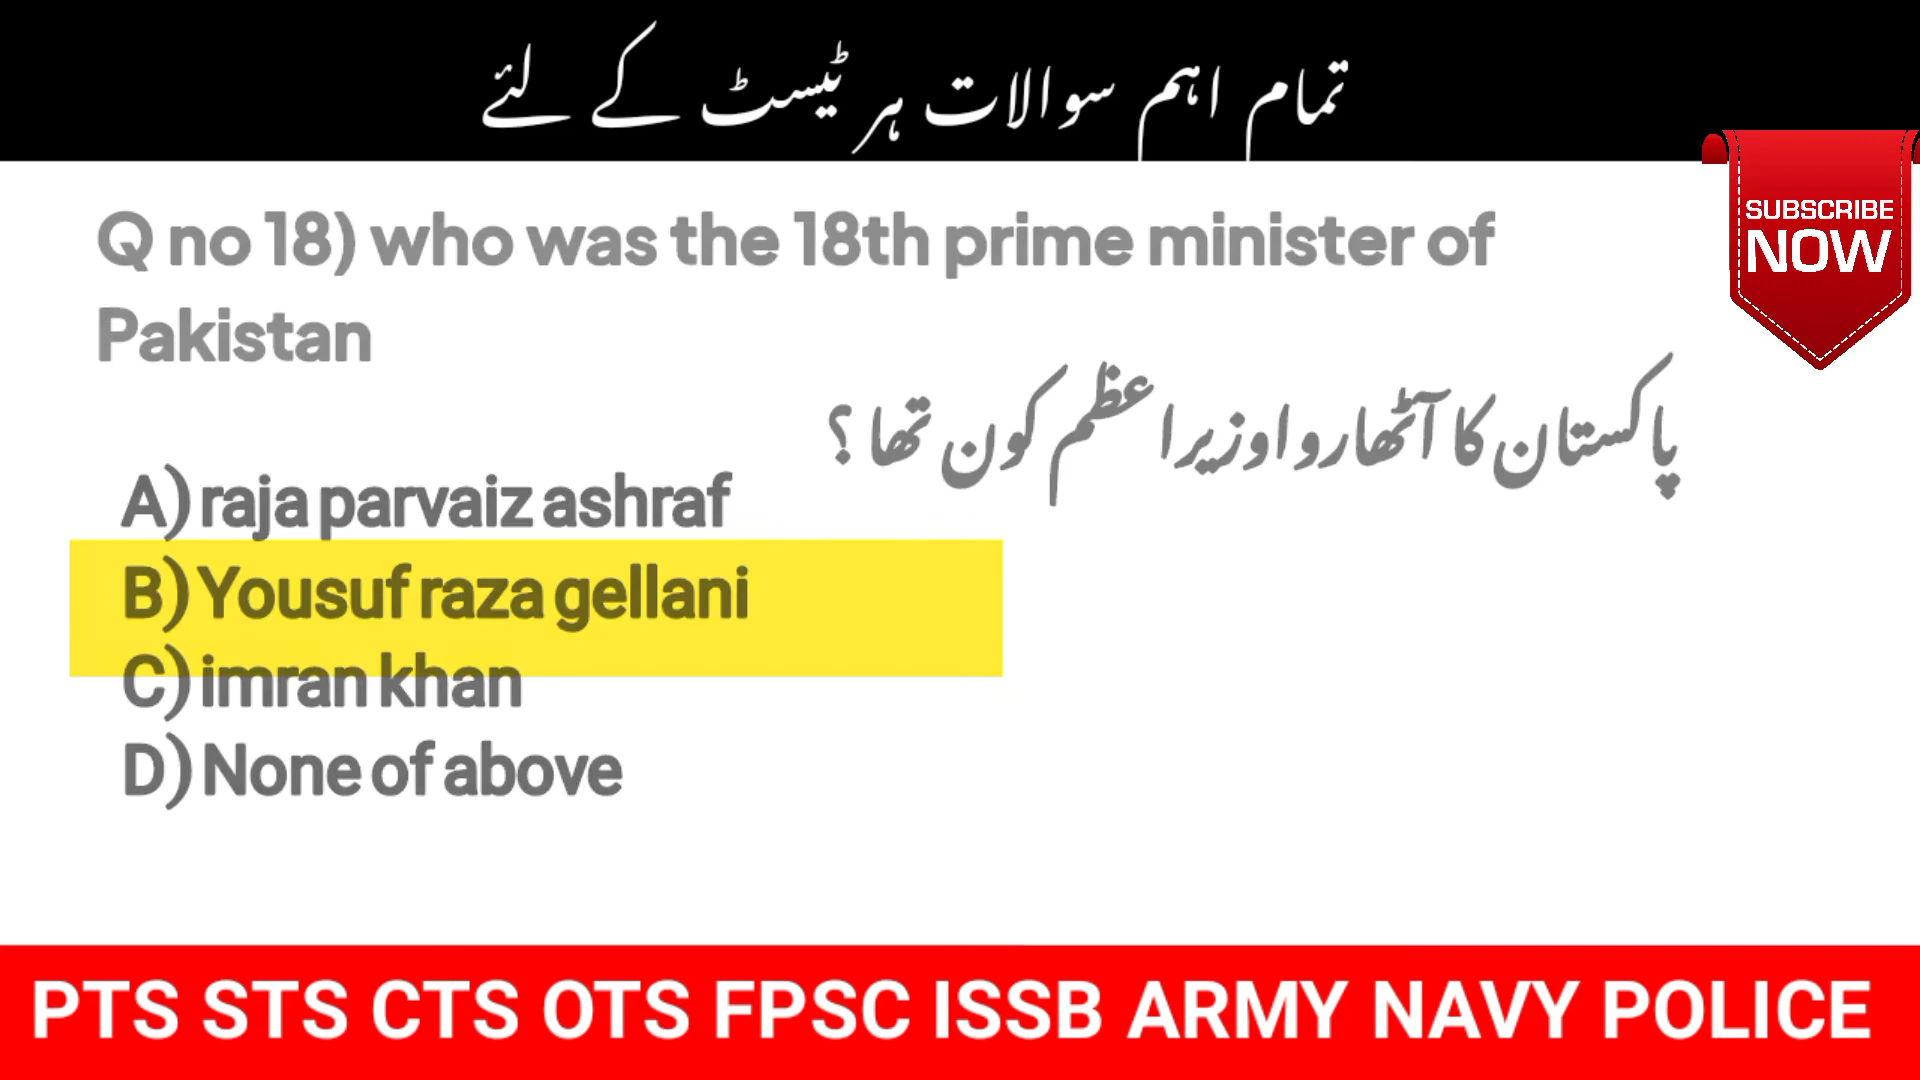 تمام اہم سوالات ہر ٹیسٹ کے لئے
SUBSCRIBE
NOW
Q no 18) who was the 18th prime minister of
Pakistan
پاکستان کا آٹھارواوزیراعظم کون تھا ؟
A) raja parvaiz ashraf
B) Yousuf raza gellani
C) imran khan
D) None of above
PTS STS CTS OTS FPSC ISSB ARMY NAVY POLICE